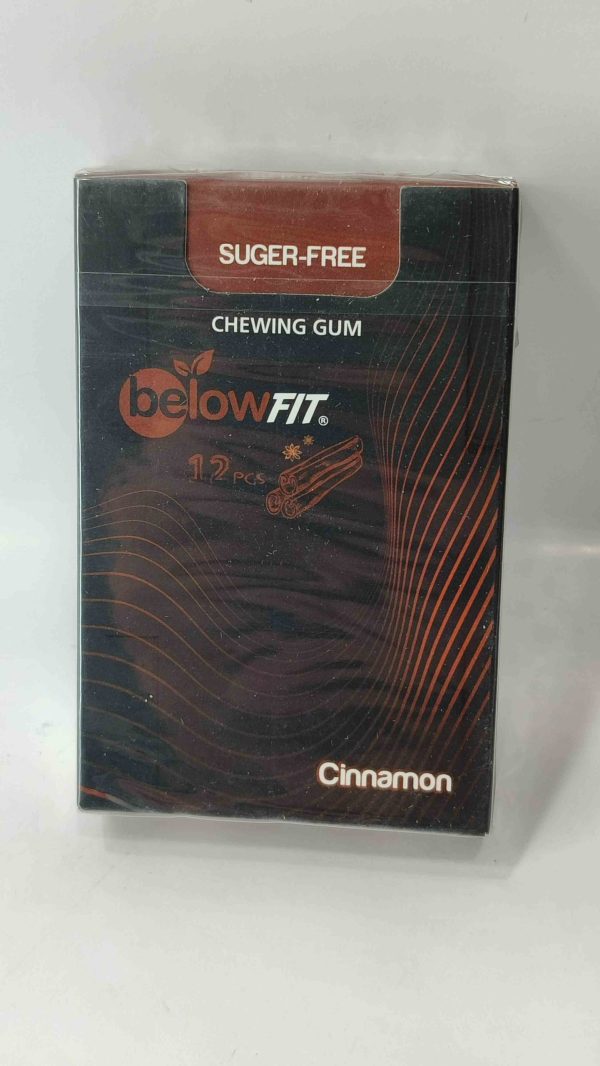 SUGER-FREE
CHEWING GUM
belowFIT®
12 PCS
Cinnamon